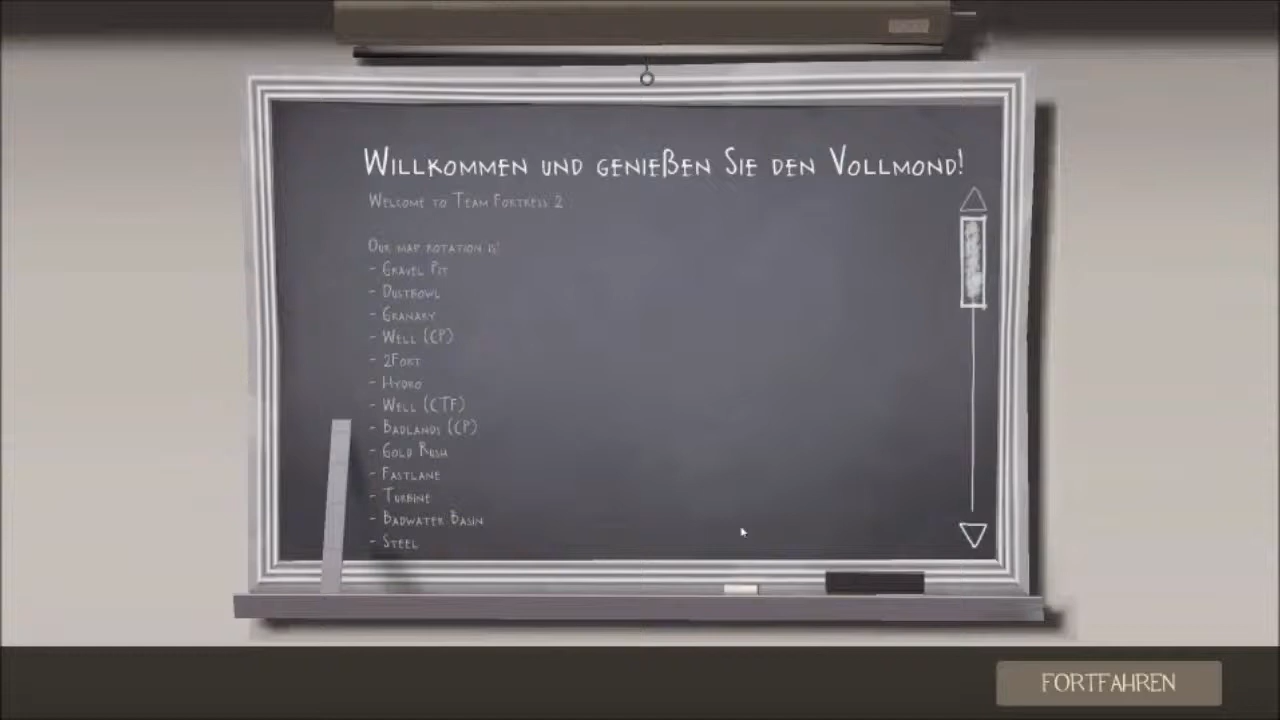 Willkommen und genießen Sie den Vollmond!
Welcome to Team Fortress 2
Our map rotation is:
- Gravel Pit
- Dustbowl
- Granary
- Well (CP)
- 2Fort
- Hydro
- Well (CTF)
- Badlands (CP)
- Gold Rush
- Fastlane
- Turbine
- Badwater Basin
- Steel
FORTFAHREN